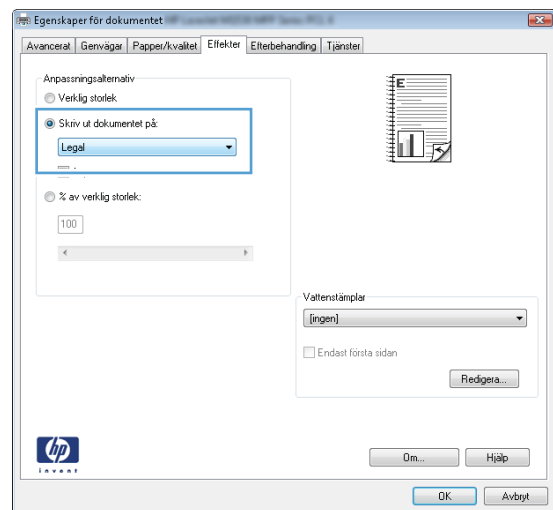 Egenskaper för dokumentet
Avancerat Genvägar Papper/kvalitet Effekter Efterbehandling Tjänster
Anpassningsalternativ
Verklig storlek
Skriv ut dokumentet på:
Legal
% av verklig storlek:
100
E
Vattenstämplar
[ingen]
Endast första sidan
Redigera...
hp
invent
Om... Hjälp
OK Avbryt